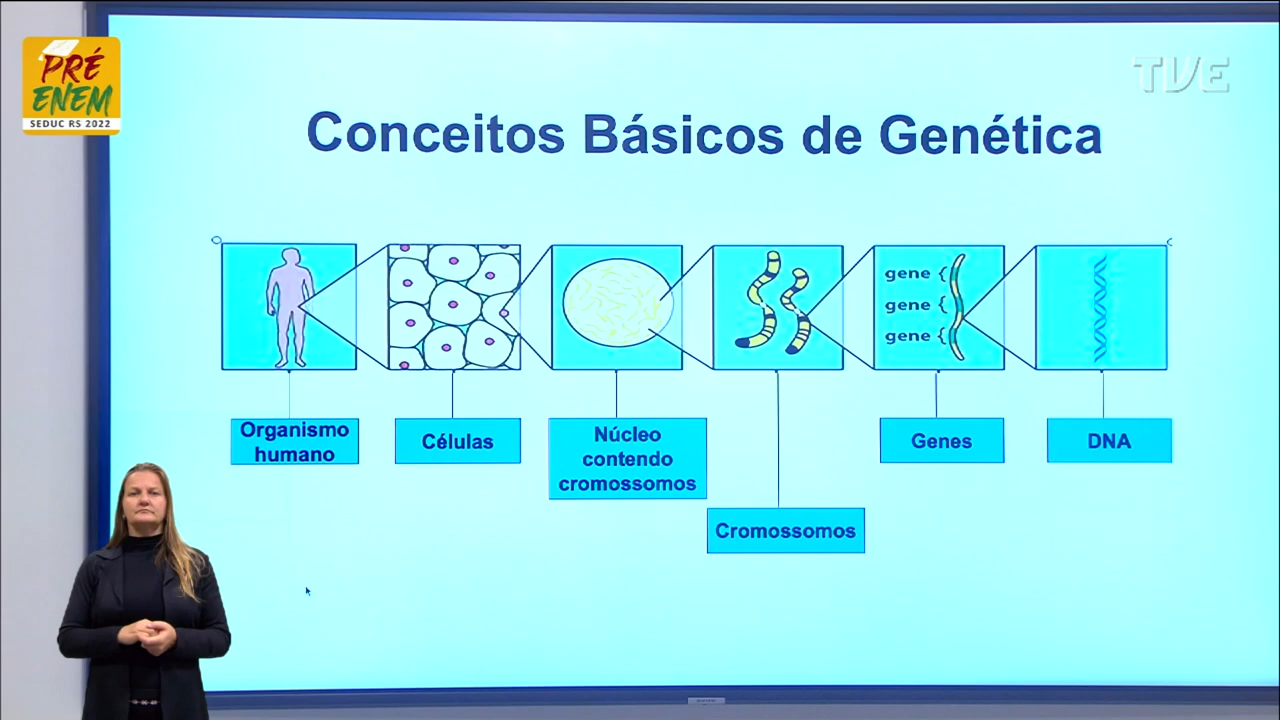 PRÉ
ENEM
SEDUC RS 2022
TVE
Conceitos Básicos de Genética
gene {
gene {
gene {
Organismo
humano
Células
Núcleo
contendo
cromossomos
Cromossomos
Genes
DNA